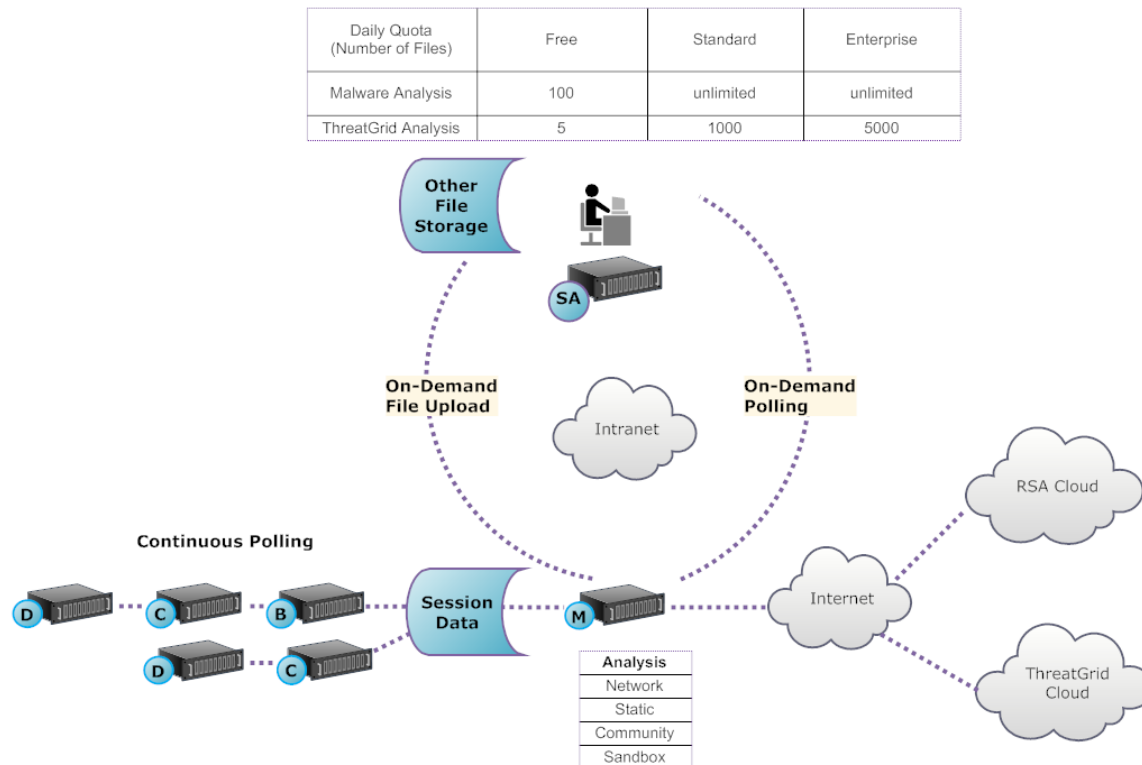 Daily Quota
(Number of Files)
Free
Standard
Enterprise
Malware Analysis
100
unlimited
unlimited
ThreatGrid Analysis
5
1000
5000
Other
File
Storage
SA
On-Demand
File Upload
On-Demand
Polling
Intranet
RSA Cloud
Continuous Polling
D
C
B
Session
Data
M
Internet
D
C
ThreatGrid
Cloud
Analysis
Network
Static
Community
Sandbox